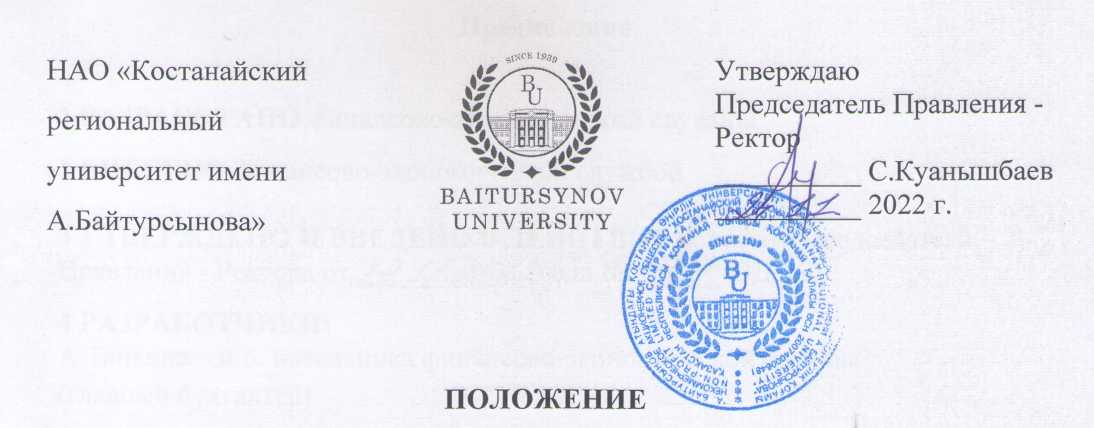 НАО «Костанайский
региональный
университет имени
А.Байтурсынова»
SINCE 1939
BU
BAITURSYNOV
UNIVERSITY
Утверждаю
Председатель Правления -
Ректор
С.Куанышбаев
2022 г.
SINCE 1939
BU
ПОЛОЖЕНИЕ